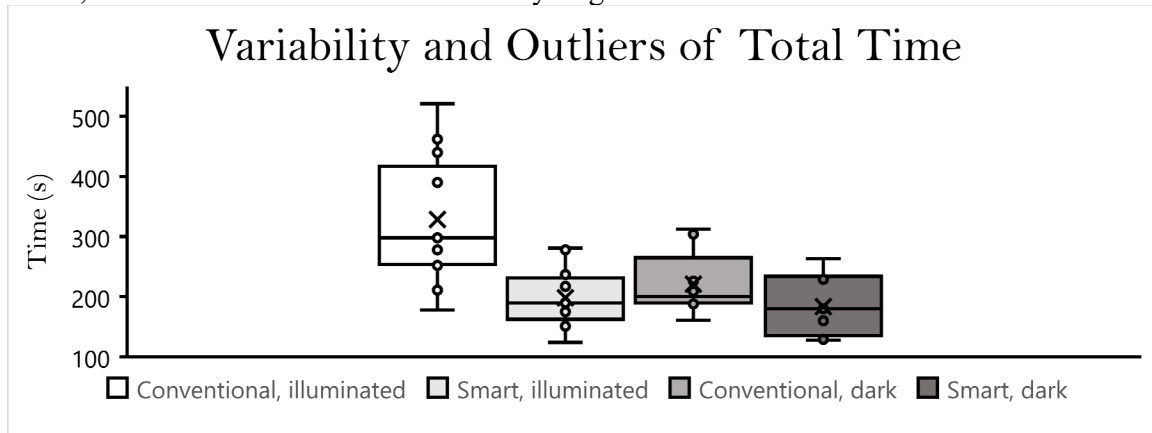 Variability and Outliers of Total Time
Time (s)
500
400
300
200
100
Conventional, illuminated Smart, illuminated Conventional, dark Smart, dark